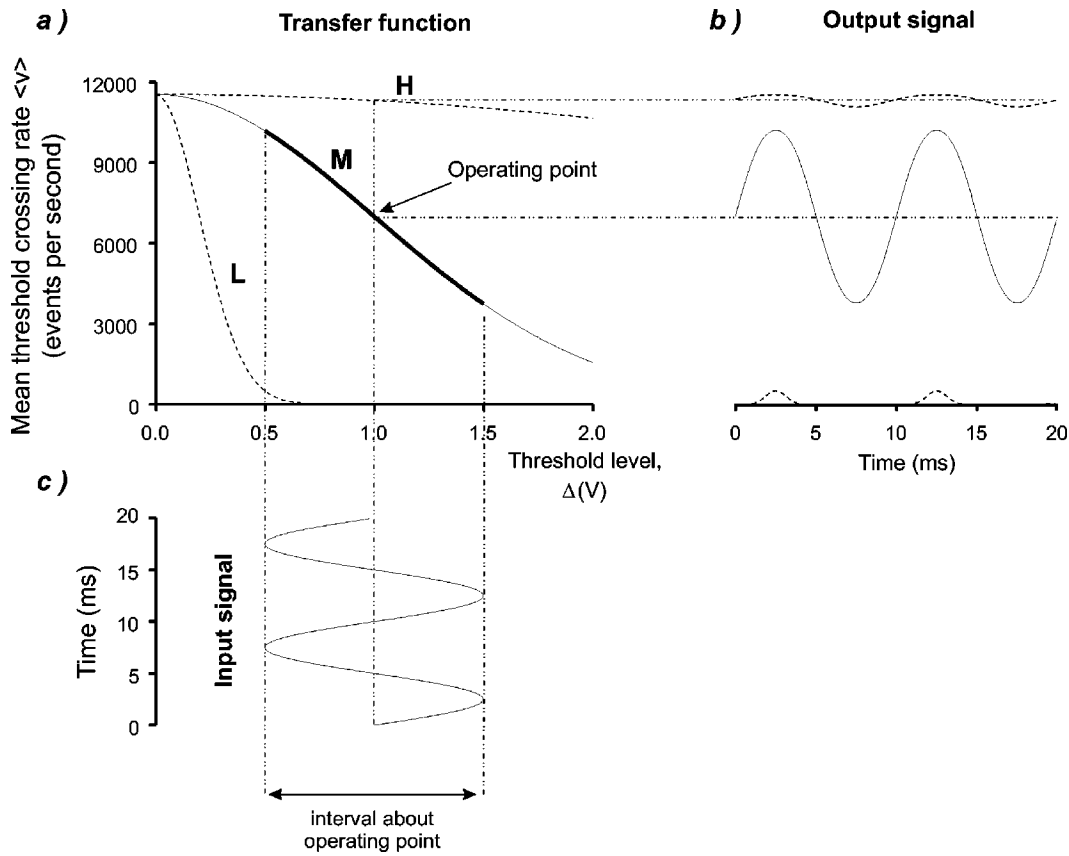 a )
Transfer function
b )
Output signal
Mean threshold crossing rate <v>
(events per second)
12000
9000
6000
3000
0
H
M
L
Operating point
0.0
0.5
1.0
1.5
2.0
Threshold level,
Δ(V)
0
5
10
15
20
Time (ms)
c )
Time (ms)
20
15
10
5
0
Input signal
interval about
operating point